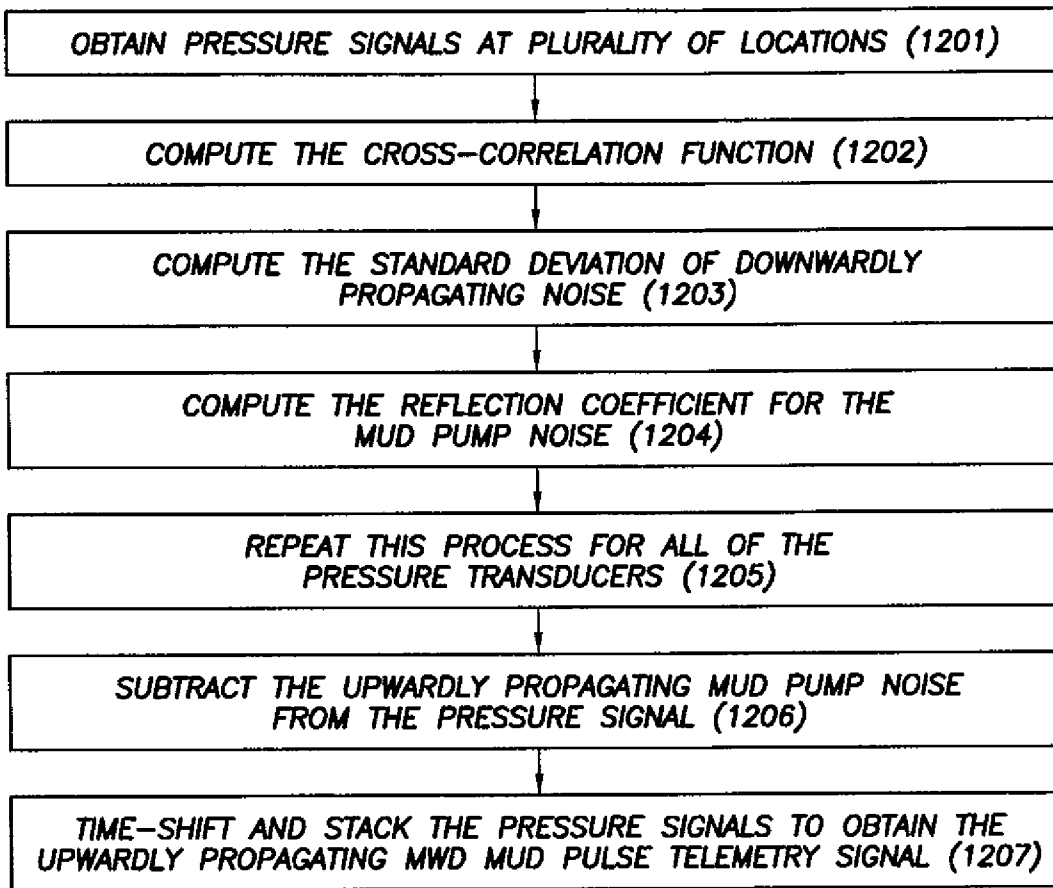 OBTAIN PRESSURE SIGNALS AT PLURALITY OF LOCATIONS (1201)
COMPUTE THE CROSS-CORRELATION FUNCTION (1202)
COMPUTE THE STANDARD DEVIATION OF DOWNWARDLY
PROPAGATING NOISE (1203)
COMPUTE THE REFLECTION COEFFICIENT FOR THE
MUD PUMP NOISE (1204)
REPEAT THIS PROCESS FOR ALL OF THE
PRESSURE TRANSDUCERS (1205)
SUBTRACT THE UPWARDLY PROPAGATING MUD PUMP NOISE
FROM THE PRESSURE SIGNAL (1206)
TIME-SHIFT AND STACK THE PRESSURE SIGNALS TO OBTAIN THE
UPWARDLY PROPAGATING MWD MUD PULSE TELEMETRY SIGNAL (1207)